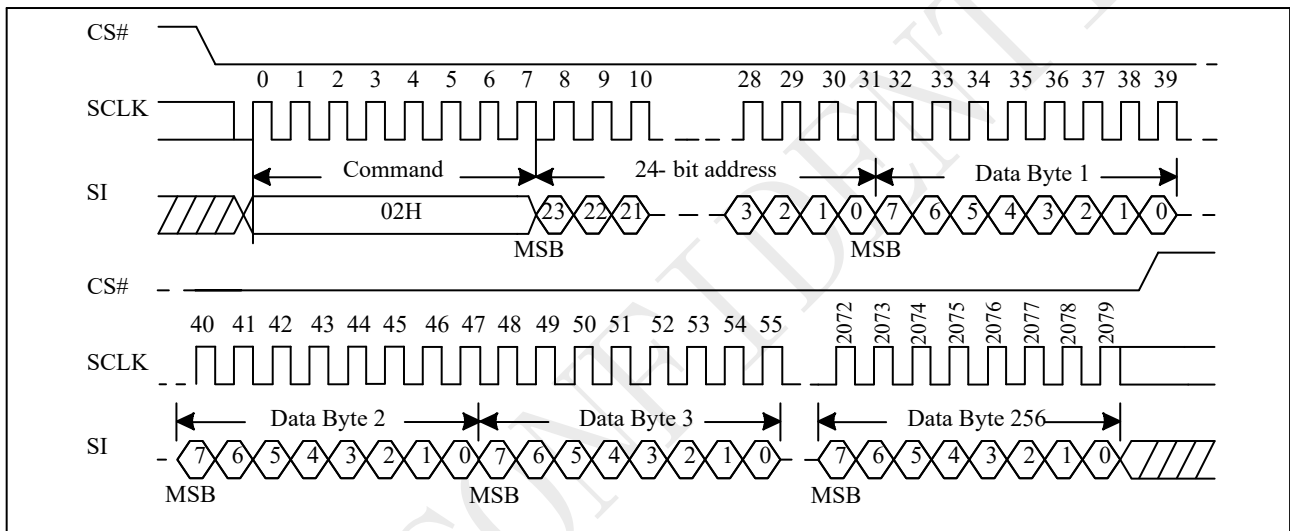 CS#
0 1 2 3 4 5 6 7 8 9 10 28 29 30 31 32 33 34 35 36 37 38 39
SCLK
Command 24- bit address Data Byte 1
SI
02H 23 22 21 3 2 1 0 7 6 5 4 3 2 1 0
MSB MSB
CS#
40 41 42 43 44 45 46 47 48 49 50 51 52 53 54 55 2072 2073 2074 2075 2076 2077 2078 2079
SCLK
Data Byte 2 Data Byte 3 Data Byte 256
SI
7 6 5 4 3 2 1 0 7 6 5 4 3 2 1 0 7 6 5 4 3 2 1 0
MSB MSB MSB